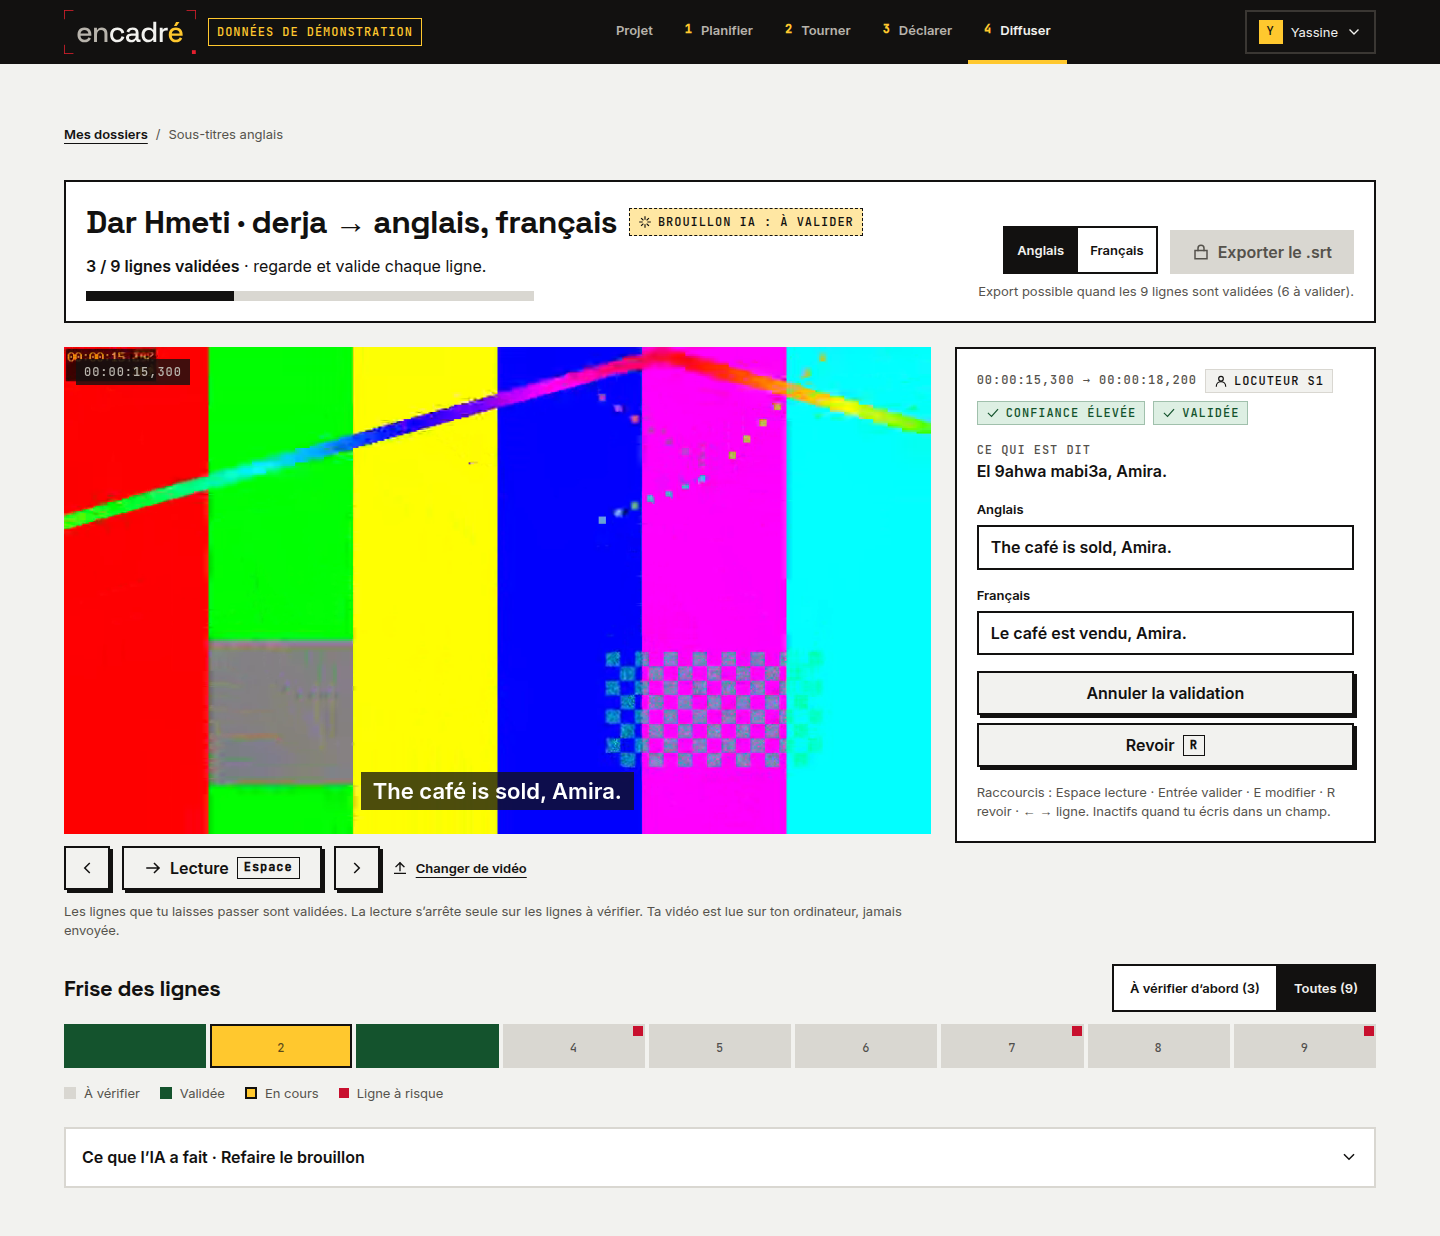 encadré
DONNÉES DE DÉMONSTRATION
Projet
1 Planifier
2 Tourner
3 Déclarer
4 Diffuser
Y Yassine
Mes dossiers / Sous-titres anglais
Dar Hmeti · derja → anglais, français
BROUILLON IA : À VALIDER
3 / 9 lignes validées · regarde et valide chaque ligne.
Anglais
Français
Exporter le .srt
Export possible quand les 9 lignes sont validées (6 à valider).
00:00:15,300
The café is sold, Amira.
00:00:15,300 → 00:00:18,200
LOCUTEUR S1
CONFIANCE ÉLEVÉE
VALIDÉE
CE QUI EST DIT
El 9ahwa mabi3a, Amira.
Anglais
The café is sold, Amira.
Français
Le café est vendu, Amira.
Annuler la validation
Revoir R
Raccourcis : Espace lecture · Entrée valider · E modifier · R
revoir · ← → ligne. Inactifs quand tu écris dans un champ.
→ Lecture Espace
Changer de vidéo
Les lignes que tu laisses passer sont validées. La lecture s’arrête seule sur les lignes à vérifier. Ta vidéo est lue sur ton ordinateur, jamais
envoyée.
Frise des lignes
À vérifier d’abord (3)
Toutes (9)
2
4
5
6
7
8
9
À vérifier
Validée
En cours
Ligne à risque
Ce que l’IA a fait · Refaire le brouillon